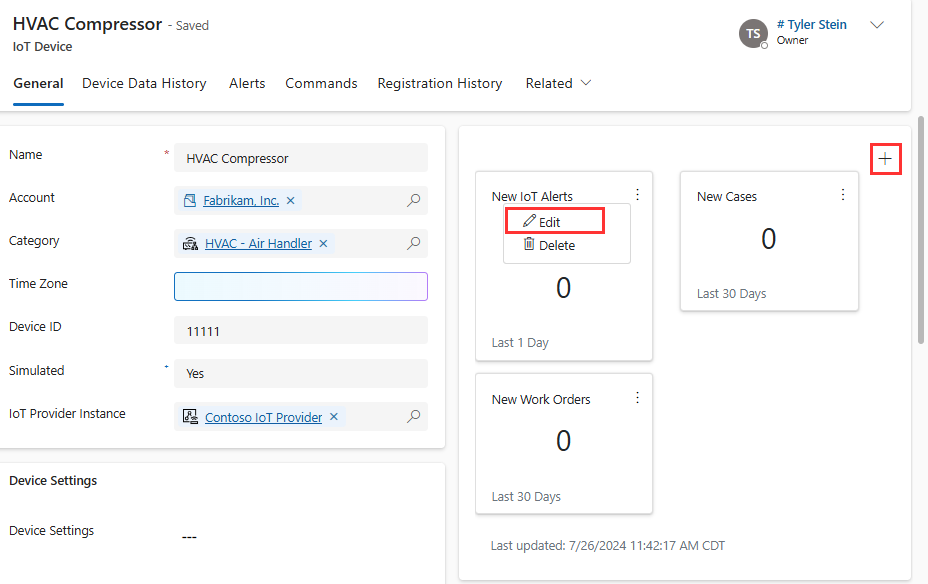 HVAC Compressor - Saved
IoT Device
TS
# Tyler Stein
Owner
General Device Data History Alerts Commands Registration History Related
Name * HVAC Compressor
Account Fabrikam, Inc. ×
Category HVAC - Air Handler ×
Time Zone
Device ID 11111
Simulated * Yes
IoT Provider Instance Contoso IoT Provider ×
Device Settings
Device Settings ---
+
New IoT Alerts
Edit
Delete
0
Last 1 Day
New Cases
0
Last 30 Days
New Work Orders
0
Last 30 Days
Last updated: 7/26/2024 11:42:17 AM CDT